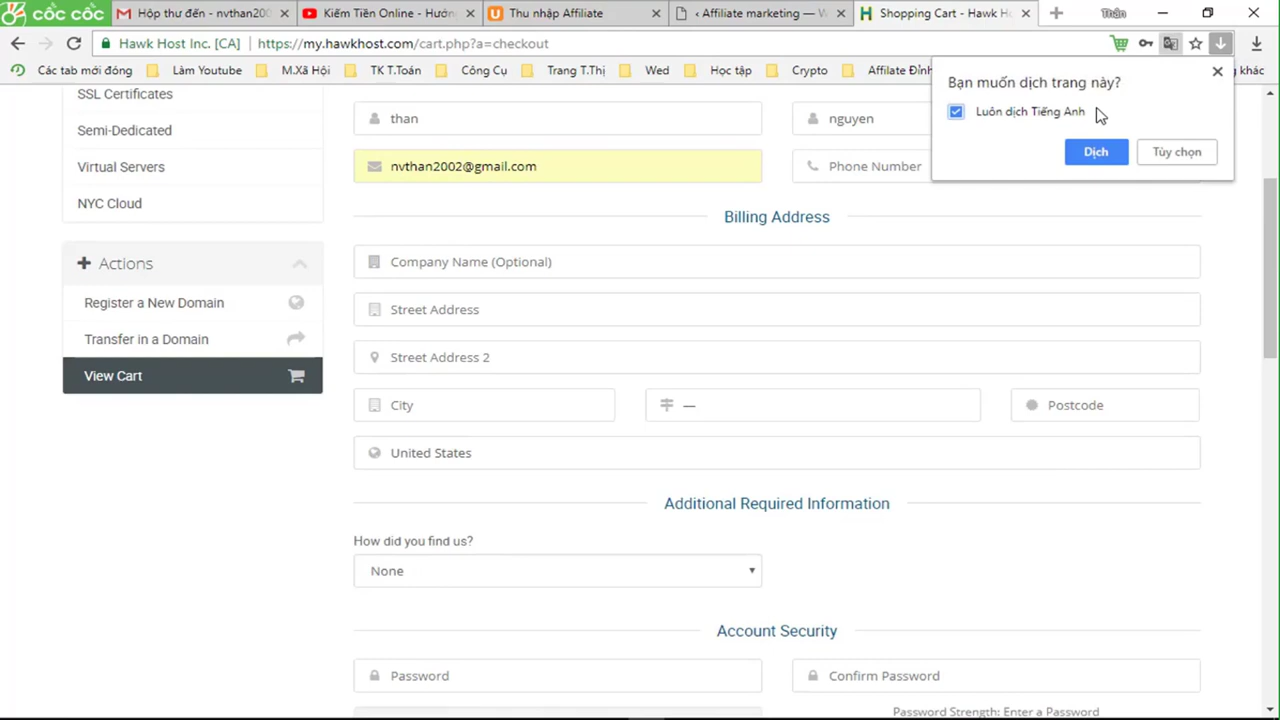 cốc cốc
Hộp thư đến - nvthan200
Kiếm Tiền Online - Hướng
Thu nhập Affiliate
‹ Affiliate marketing — W
Shopping Cart - Hawk Ho
Thân
Hawk Host Inc. [CA]
https://my.hawkhost.com/cart.php?a=checkout
Các tab mới đóng
Làm Youtube
M.Xã Hội
TK T.Toán
Công Cụ
Trang T.Thị
Wed
Học tập
Crypto
Affilate Đỉnh
khác
Bạn muốn dịch trang này?
Luôn dịch Tiếng Anh
Dịch
Tùy chọn
SSL Certificates
Semi-Dedicated
Virtual Servers
NYC Cloud
Actions
Register a New Domain
Transfer in a Domain
View Cart
than
nguyen
nvthan2002@gmail.com
Phone Number
Billing Address
Company Name (Optional)
Street Address
Street Address 2
City
—
Postcode
United States
Additional Required Information
How did you find us?
None
Account Security
Password
Confirm Password
Password Strength: Enter a Password